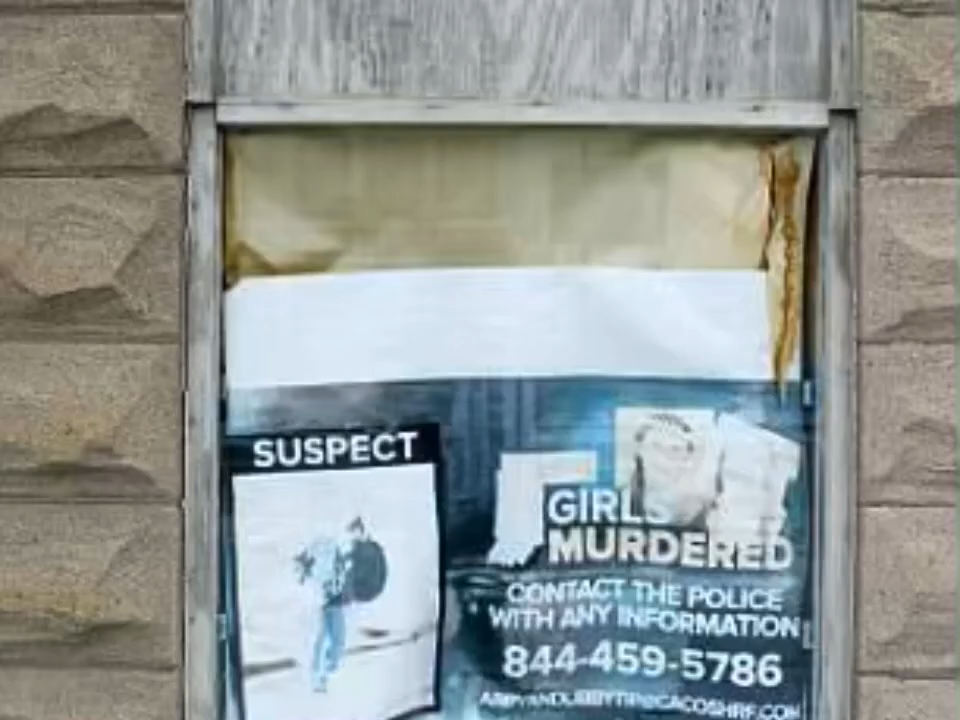 SUSPECT
GIRLS
MURDERED
CONTACT THE POLICE
WITH ANY INFORMATION
844-459-5786